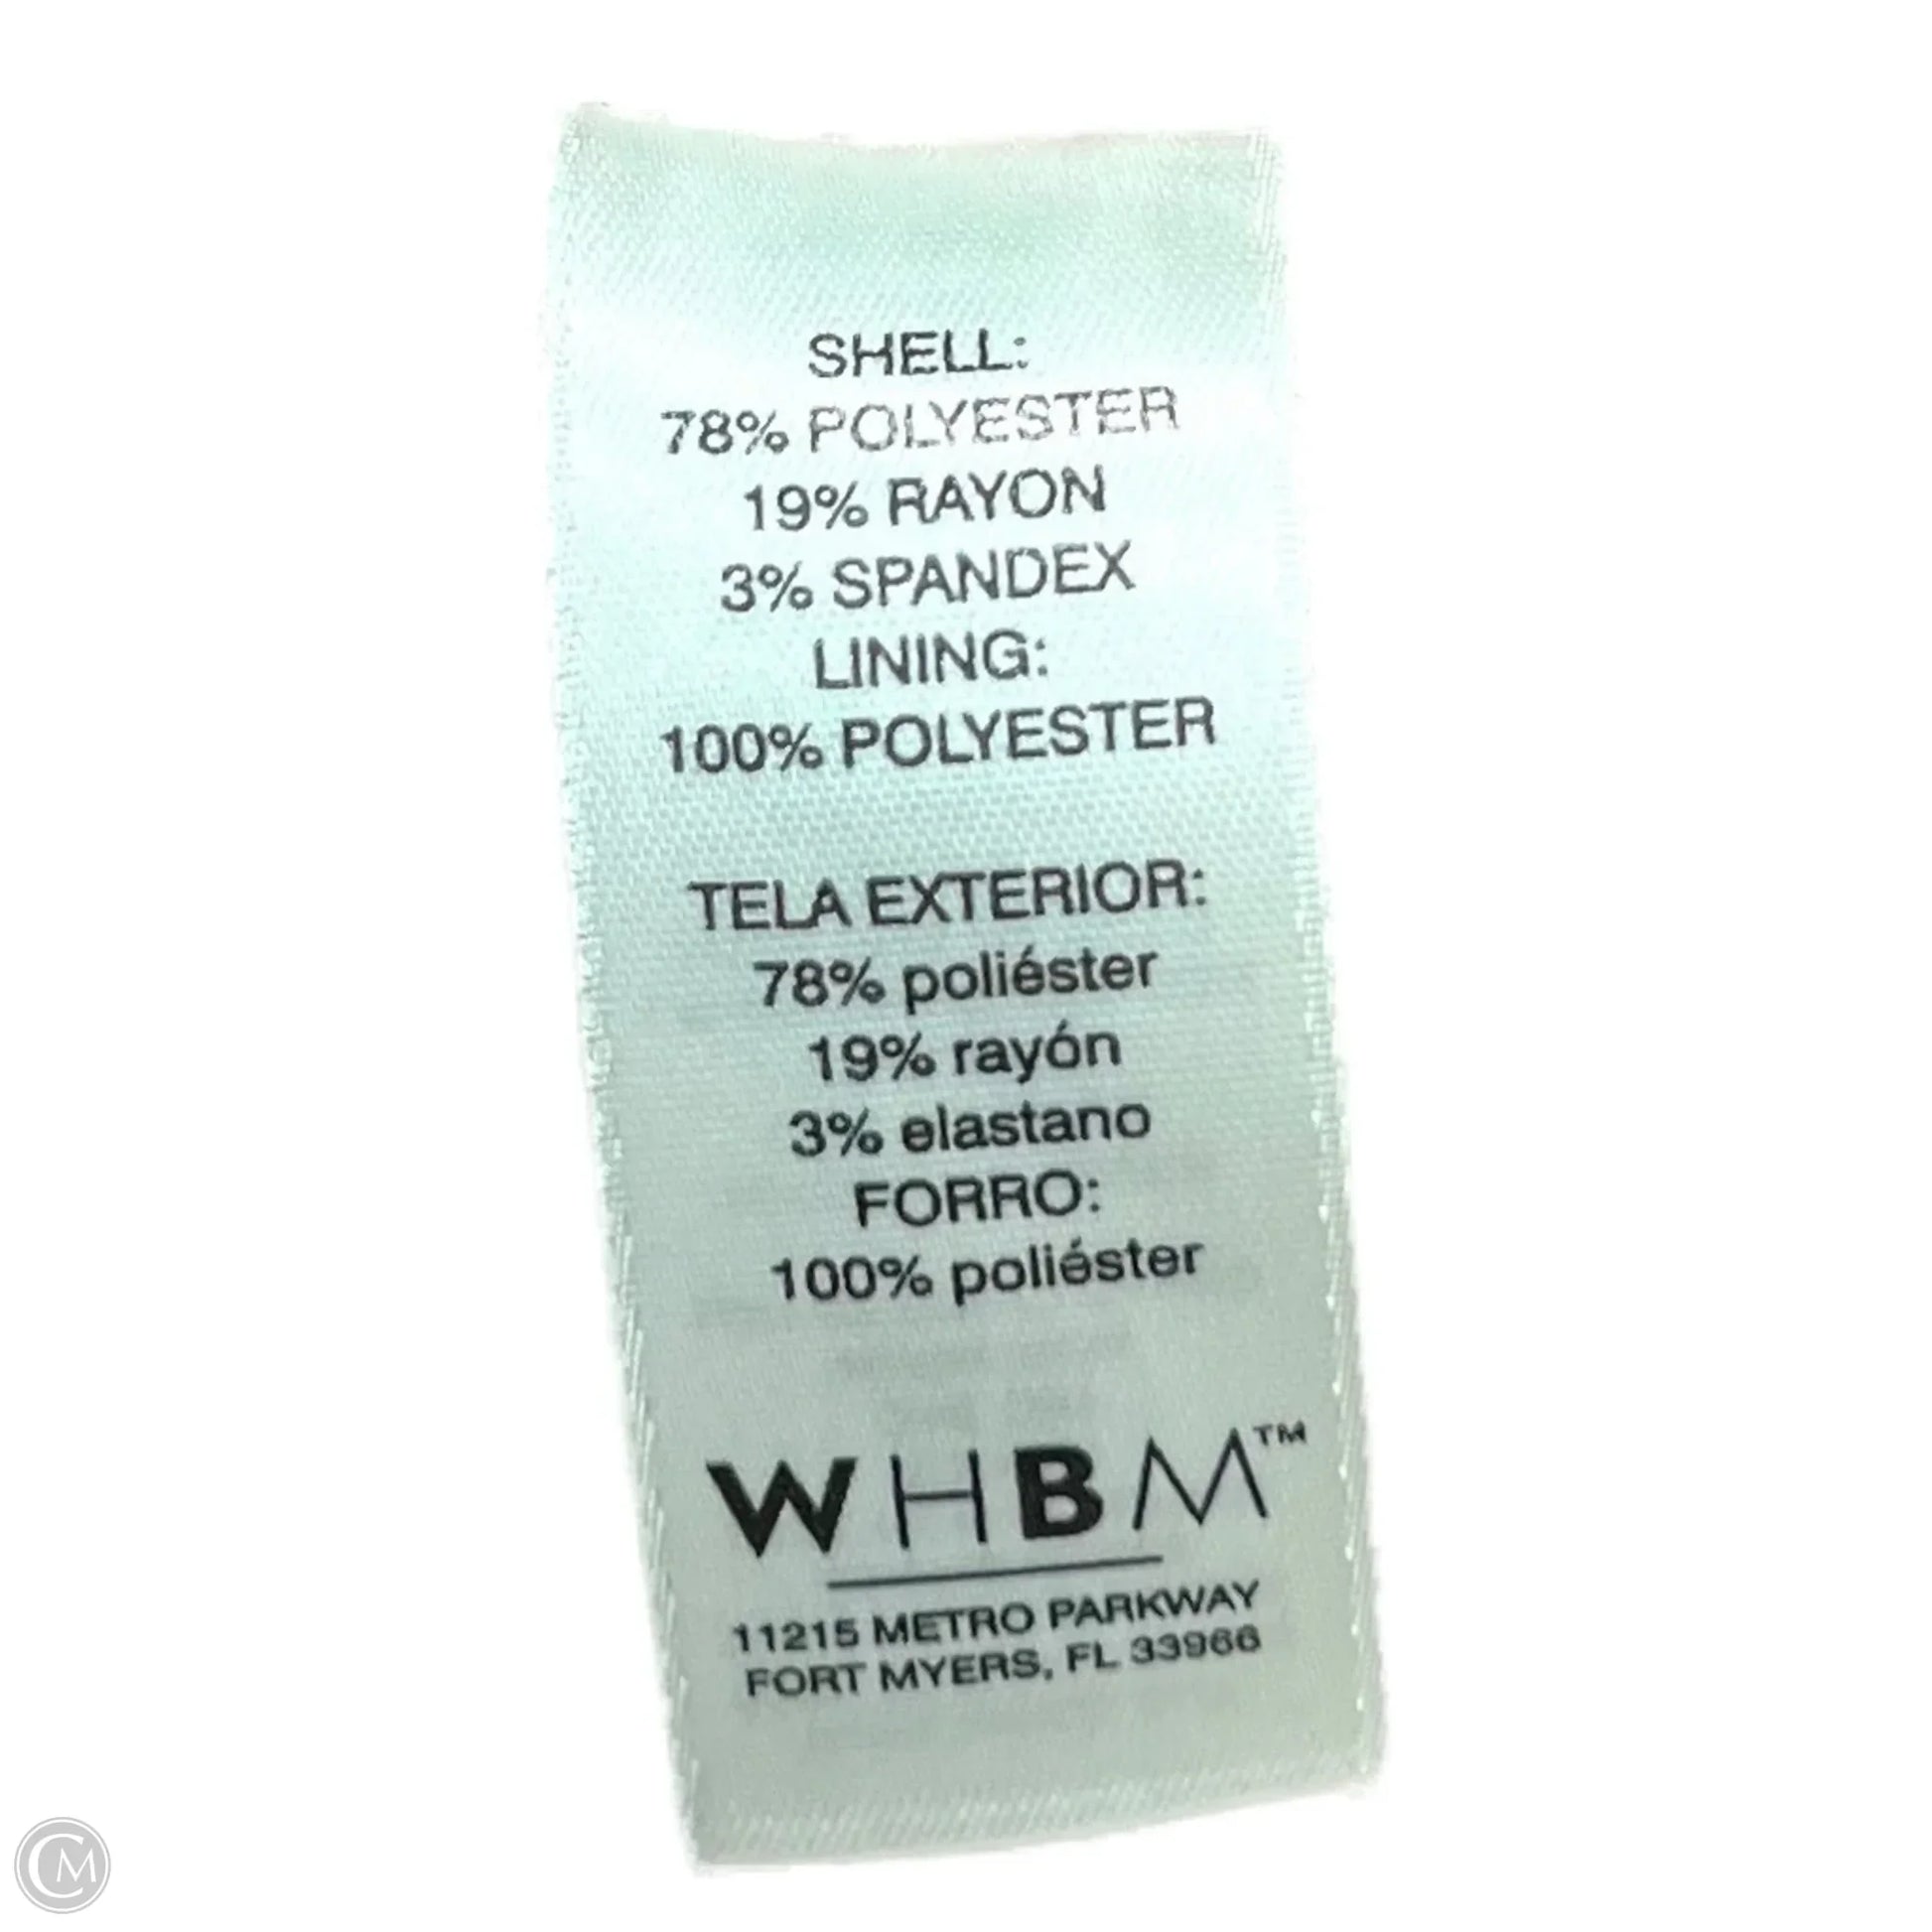 SHELL:
78% POLYESTER
19% RAYON
3% SPANDEX
LINING:
100% POLYESTER
TELA EXTERIOR:
78% poliéster
19% rayón
3% elastano
FORRO:
100% poliéster
WHBM™
11215 METRO PARKWAY
FORT MYERS, FL 33966
CM